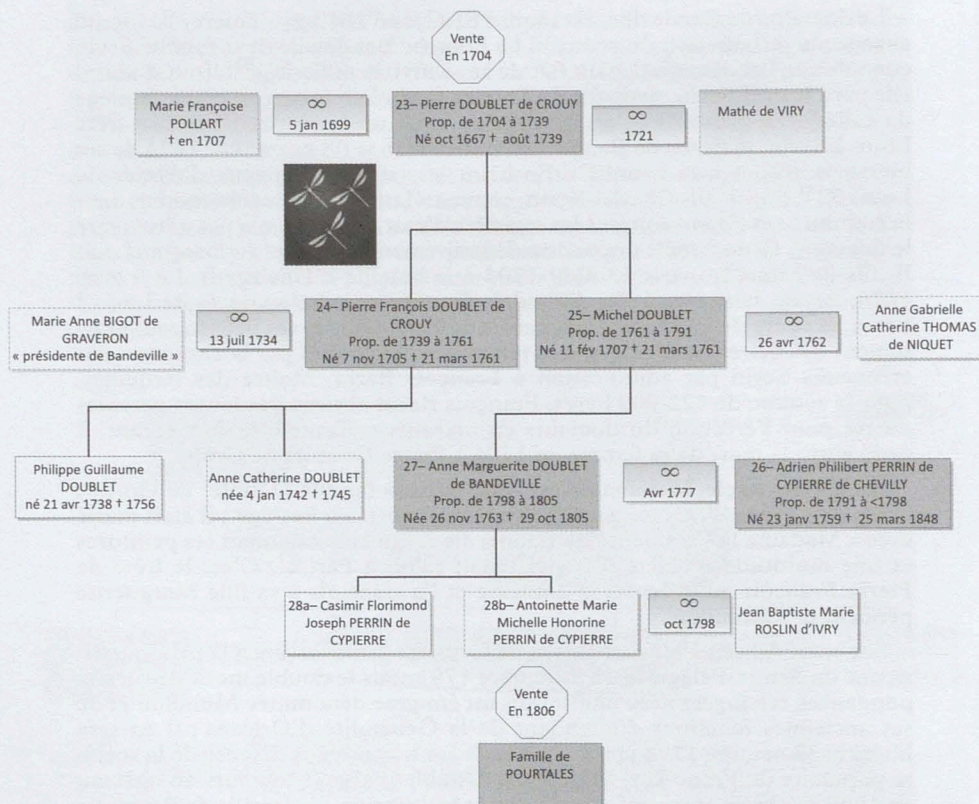 Vente
En 1704
Marie Françoise
POLLART
† en 1707
∞
5 jan 1699
23– Pierre DOUBLET de CROUY
Prop. de 1704 à 1739
Né oct 1667 † août 1739
∞
1721
Mathé de VIRY
Marie Anne BIGOT de
GRAVERON
« présidente de Bandeville »
∞
13 juil 1734
24– Pierre François DOUBLET de
CROUY
Prop. de 1739 à 1761
Né 7 nov 1705 † 21 mars 1761
25– Michel DOUBLET
Prop. de 1761 à 1791
Né 11 fév 1707 † 21 mars 1761
∞
26 avr 1762
Anne Gabrielle
Catherine THOMAS
de NIQUET
Philippe Guillaume
DOUBLET
né 21 avr 1738 † 1756
Anne Catherine DOUBLET
née 4 jan 1742 † 1745
27– Anne Marguerite DOUBLET
de BANDEVILLE
Prop. de 1798 à 1805
Née 26 nov 1763 † 29 oct 1805
∞
Avr 1777
26– Adrien Philibert PERRIN de
CYPIERRE de CHEVILLY
Prop. de 1791 à <1798
Né 23 janv 1759 † 25 mars 1848
28a– Casimir Florimond
Joseph PERRIN de
CYPIERRE
28b– Antoinette Marie
Michelle Honorine
PERRIN de CYPIERRE
∞
oct 1798
Jean Baptiste Marie
ROSLIN d'IVRY
Vente
En 1806
Famille de
POURTALES